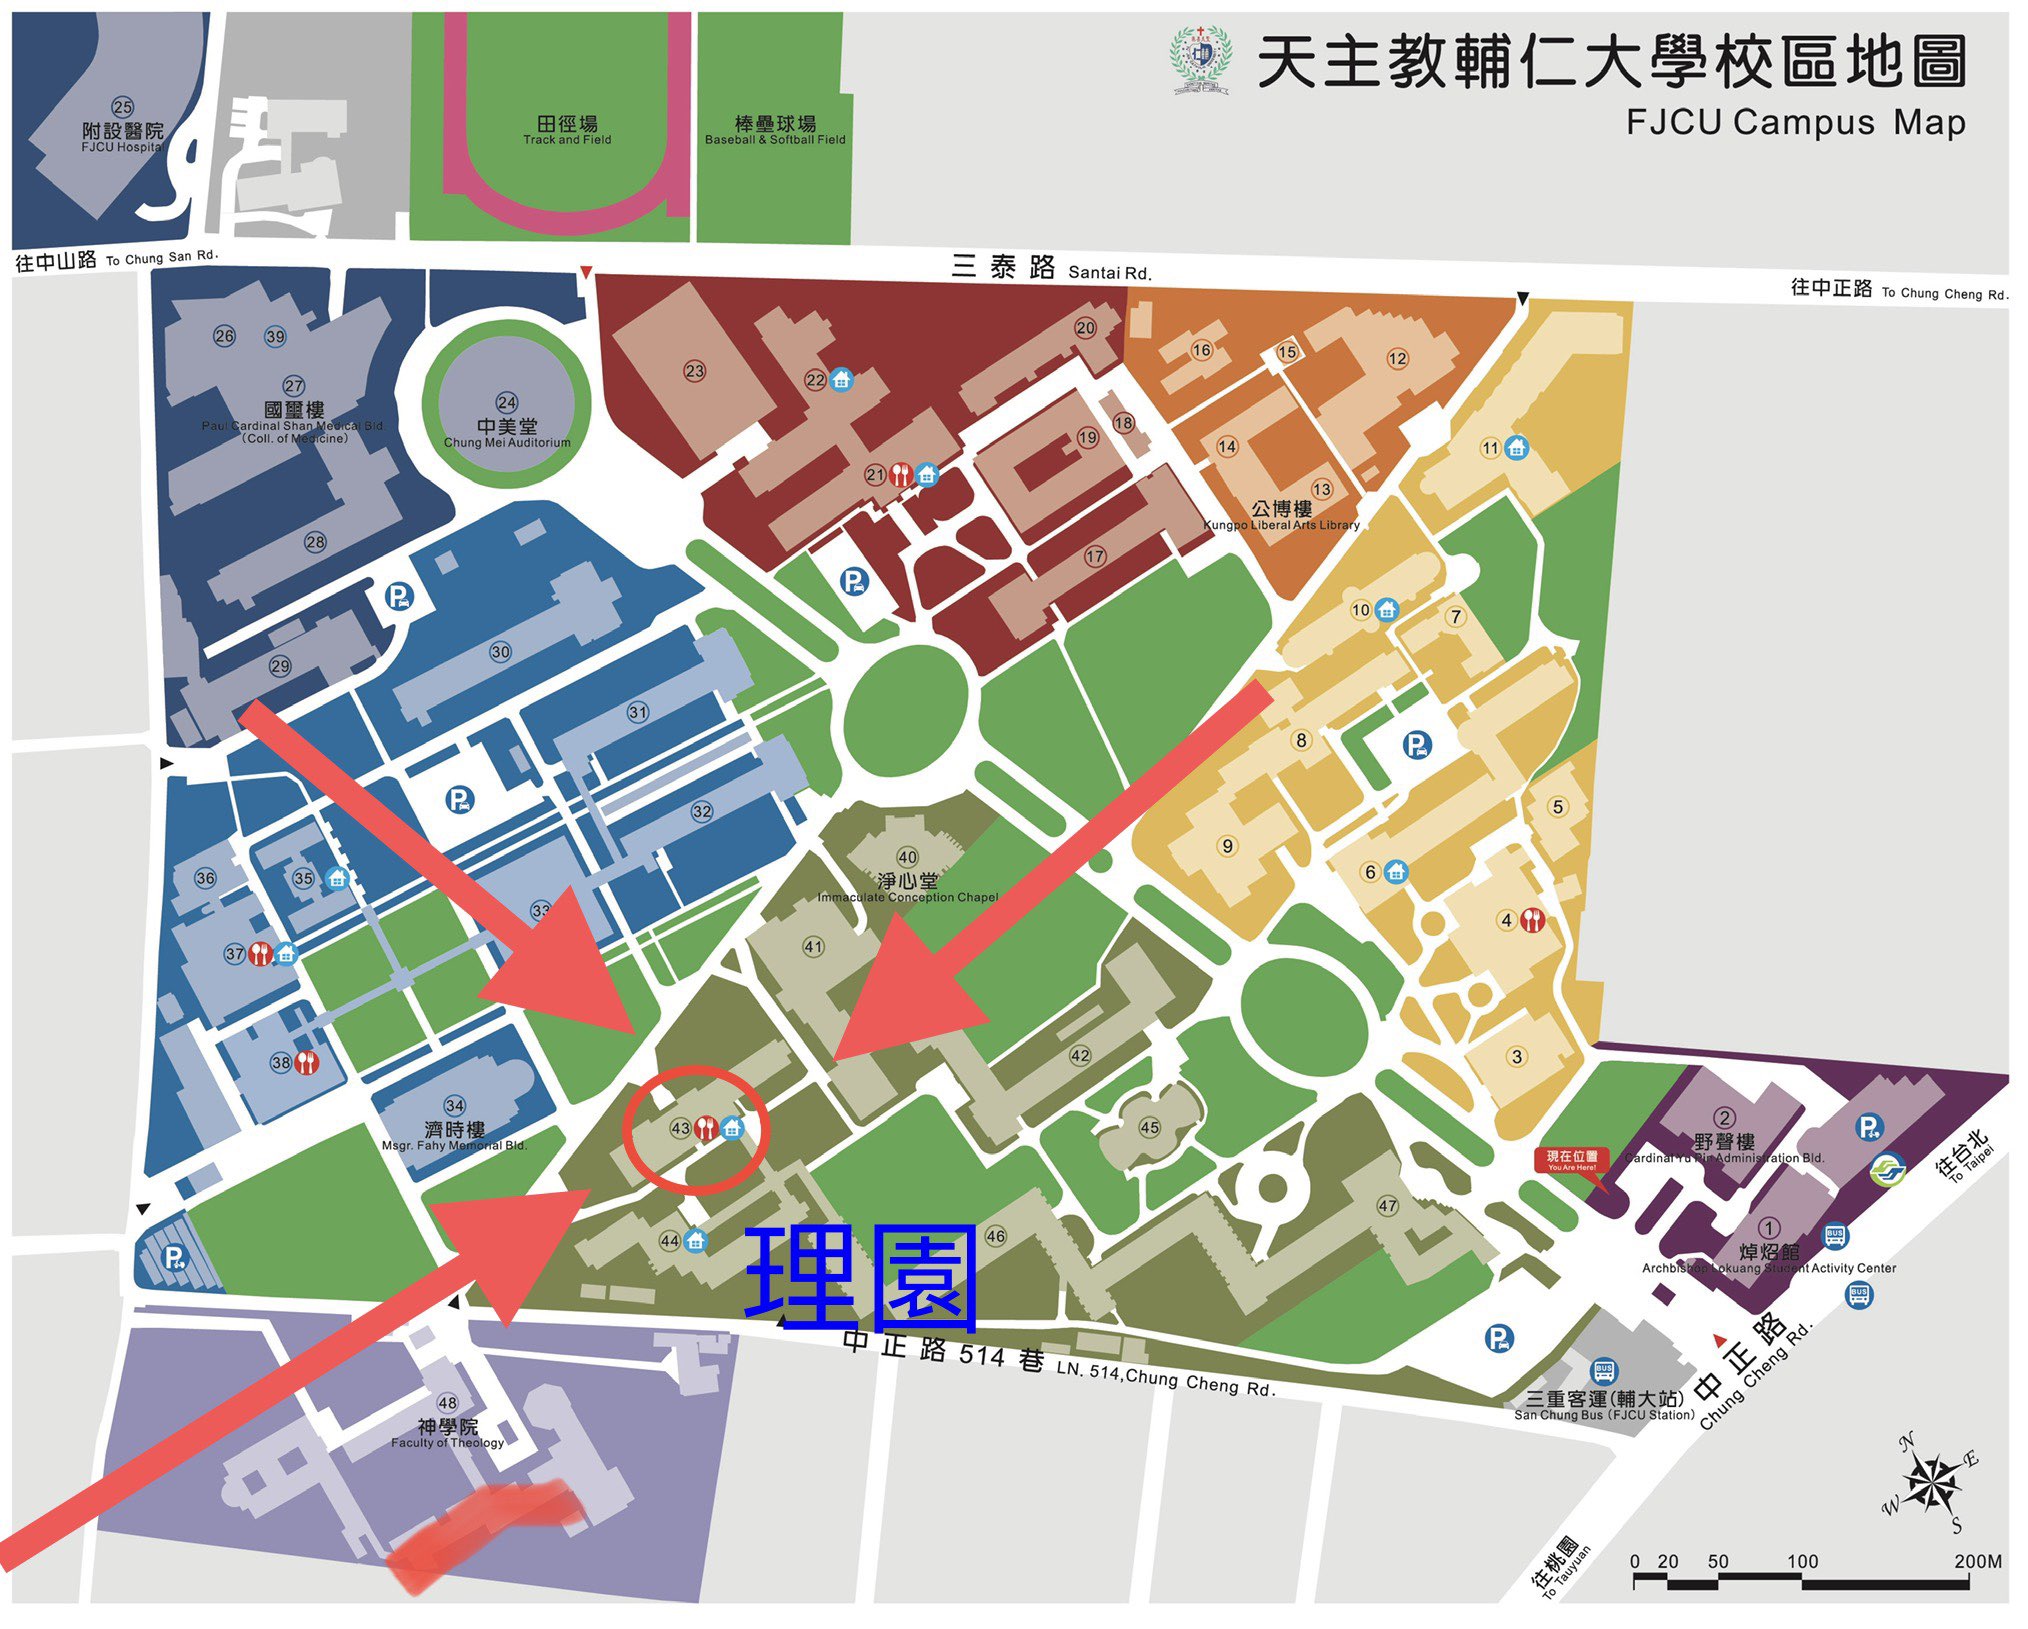 天主教輔仁大學校區地圖
FJCU Campus Map
25
附設醫院
FJCU Hospital
田徑場
Track and Field
棒壘球場
Baseball & Softball Field
往中山路 To Chung San Rd.
三泰路 Santai Rd.
往中正路 To Chung Cheng Rd.
26
39
27
國璽樓
Paul Cardinal Shan Medical Bld.
(Coll. of Medicine)
24
中美堂
Chung Mei Auditorium
28
29
23
22
21
20
19
18
17
16
15
12
14
13
公博樓
Kungpo Liberal Arts Library
11
10
7
8
9
6
5
4
3
P
P
P
P
30
31
32
33
36
35
37
38
34
濟時樓
Msgr. Fahy Memorial Bld.
40
淨心堂
Immaculate Conception Chapel
41
42
43
44
45
46
47
理園
2
野聲樓
Cardinal Yu Pin Administration Bld.
現在位置
You Are Here!
1
焯炤館
Archbishop Lokuang Student Activity Center
P
P
P
BUS
BUS
BUS
往台北
To Taipei
中正路514巷 LN. 514,Chung Cheng Rd.
48
神學院
Faculty of Theology
三重客運(輔大站)
San Chung Bus (FJCU Station)
中正路
Chung Cheng Rd.
往桃園
To Tauyuan
N
E
W
S
0 20 50 100 200M